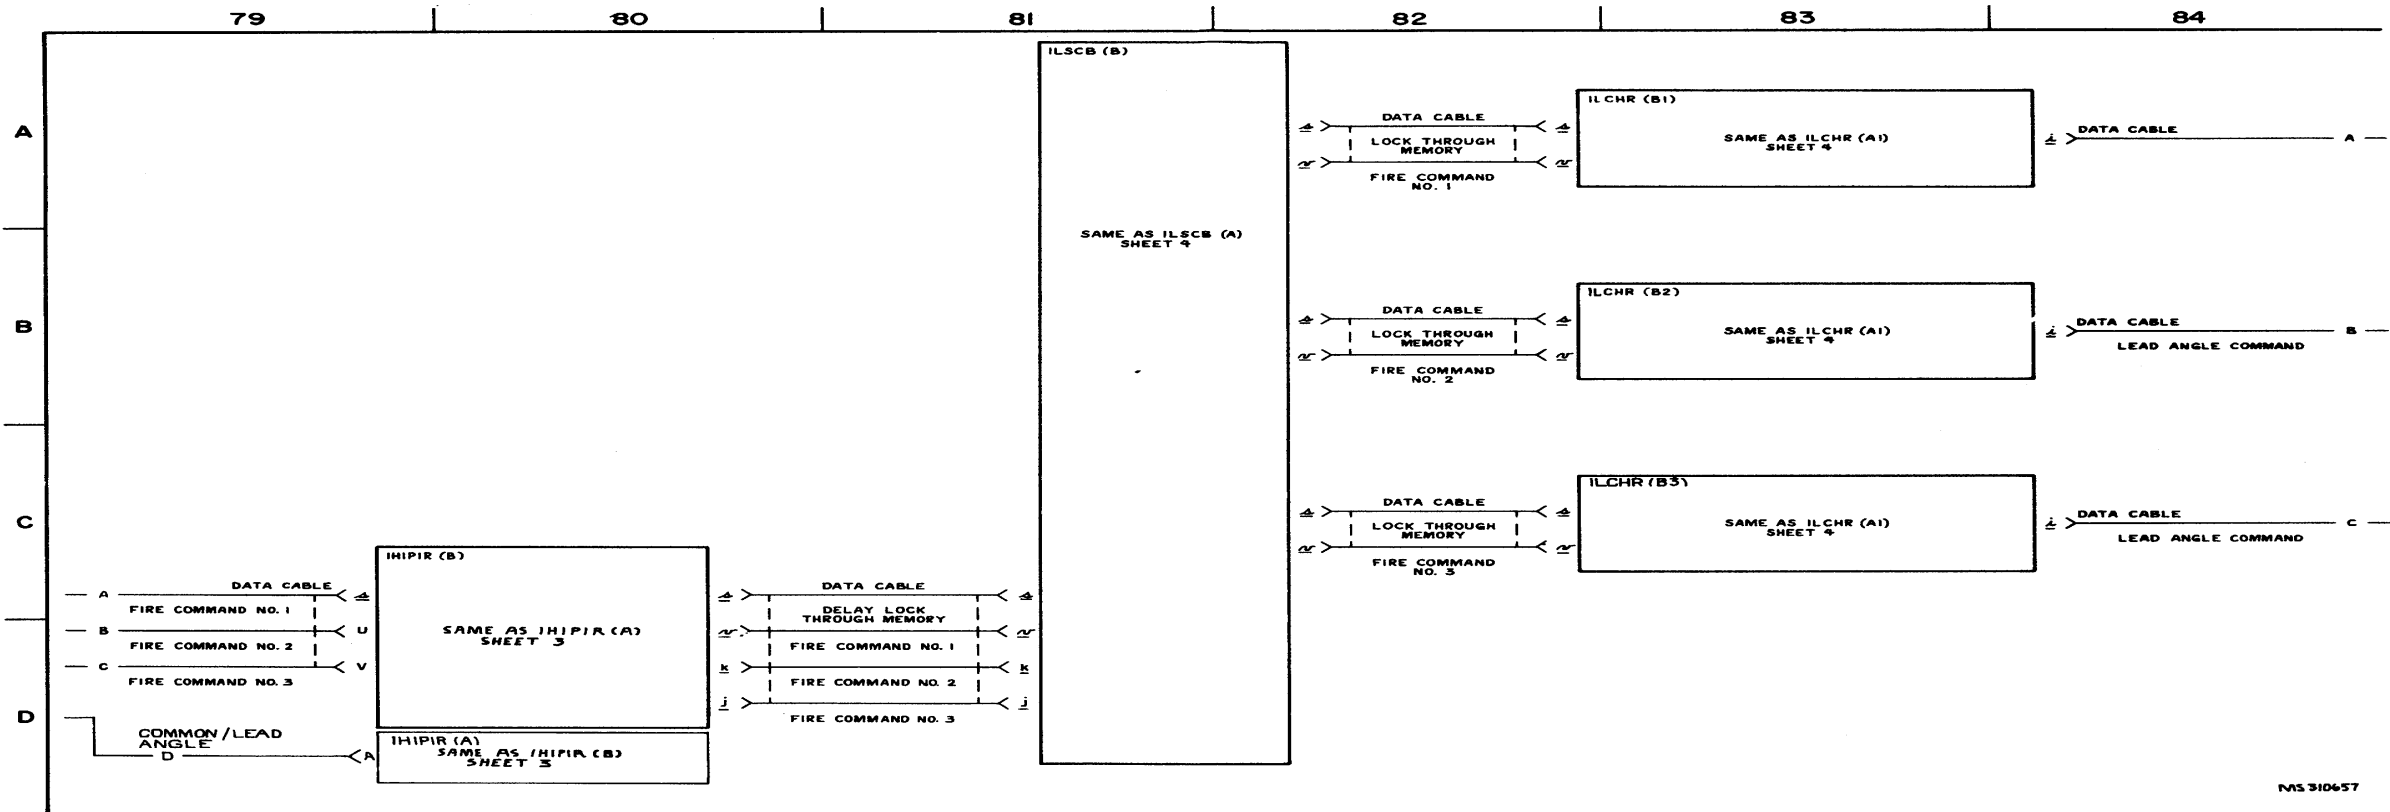 79 80 81 82 83 84
A
B
C
D
ILSCB (B)
SAME AS ILSCB (A)
SHEET 4
DATA CABLE
LOCK THROUGH
MEMORY
FIRE COMMAND
NO. 1
ILCHR (B1)
SAME AS ILCHR (A1)
SHEET 4
i DATA CABLE A
DATA CABLE
LOCK THROUGH
MEMORY
FIRE COMMAND
NO. 2
ILCHR (B2)
SAME AS ILCHR (A1)
SHEET 4
i DATA CABLE B
LEAD ANGLE COMMAND
DATA CABLE
LOCK THROUGH
MEMORY
FIRE COMMAND
NO. 3
ILCHR (B3)
SAME AS ILCHR (A1)
SHEET 4
i DATA CABLE C
LEAD ANGLE COMMAND
DATA CABLE
A
FIRE COMMAND NO. 1
B U
FIRE COMMAND NO. 2
C V
FIRE COMMAND NO. 3
COMMON/LEAD
ANGLE
D A
IHIPIR (B)
SAME AS IHIPIR (A)
SHEET 3
IHIPIR (A)
SAME AS IHIPIR (B)
SHEET 3
DATA CABLE
DELAY LOCK
THROUGH MEMORY
FIRE COMMAND NO. 1
k k
FIRE COMMAND NO. 2
j j
FIRE COMMAND NO. 3
MS 310657